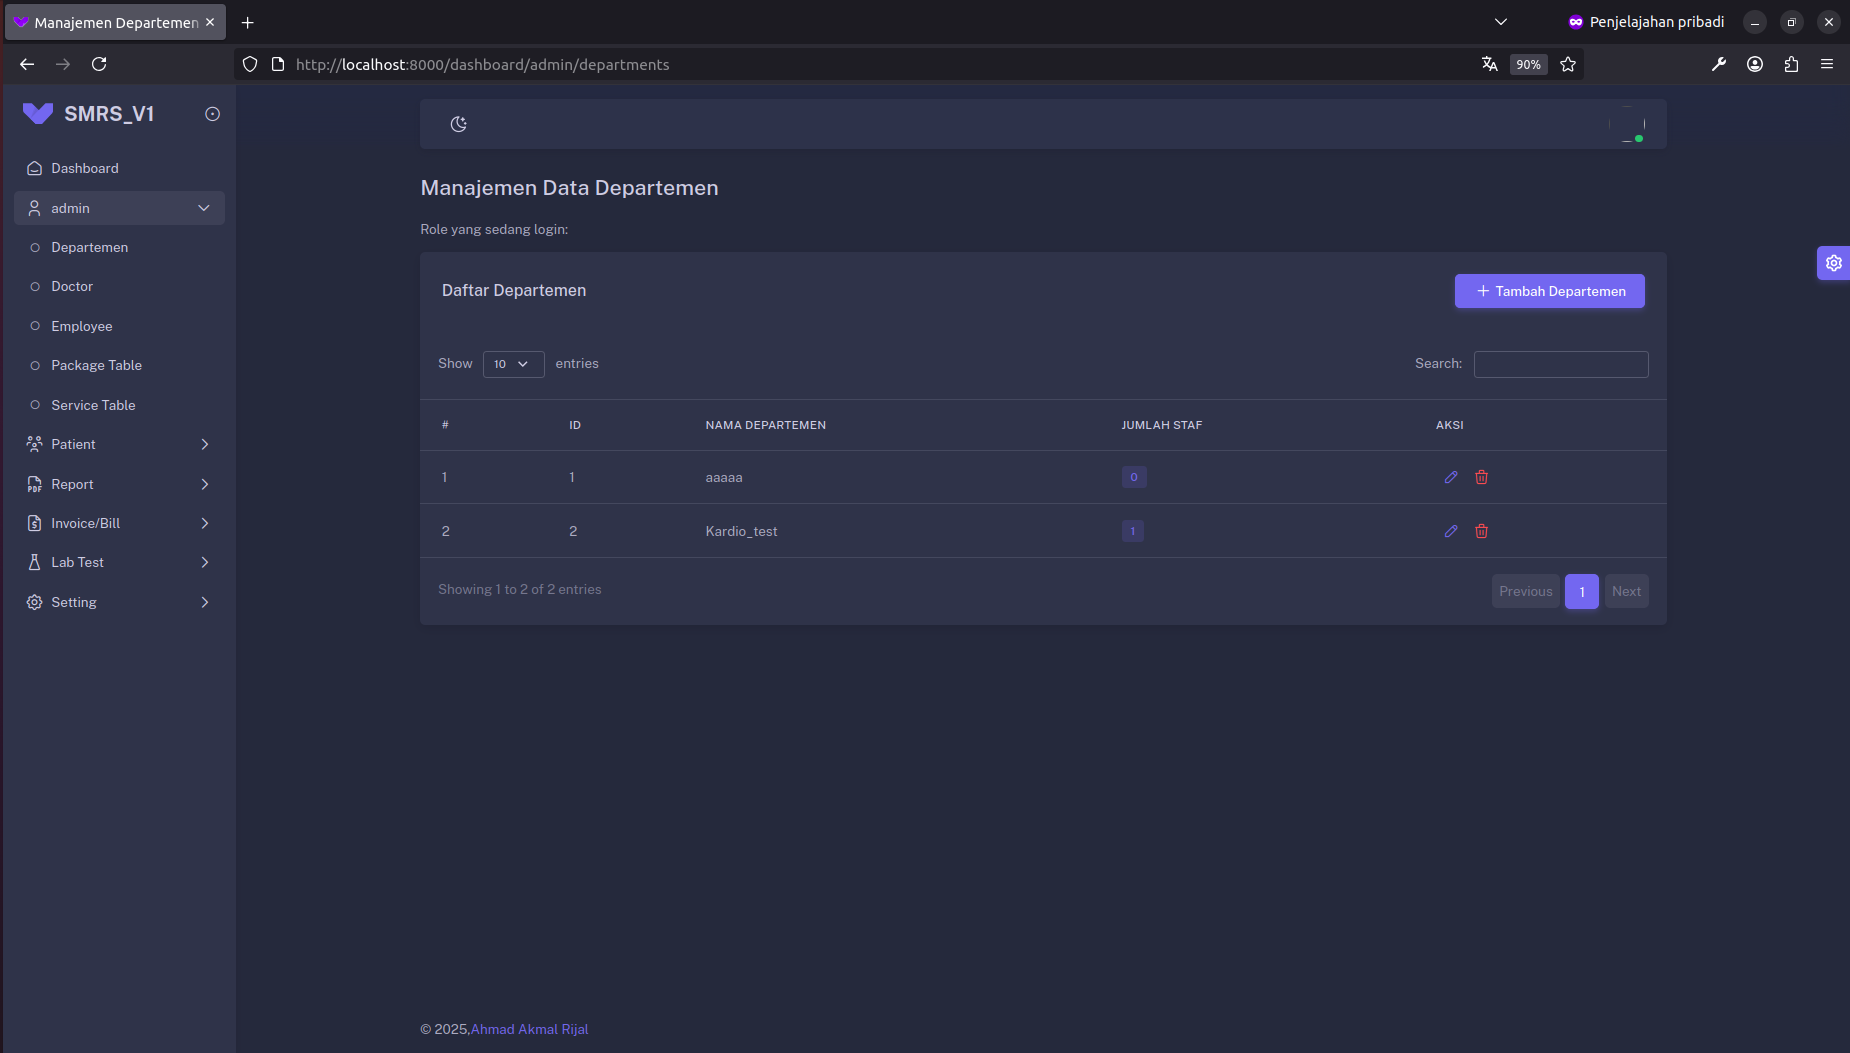 Manajemen Departemen
Penjelajahan pribadi
http://localhost:8000/dashboard/admin/departments
90%
SMRS_V1
Dashboard
admin
Departemen
Doctor
Employee
Package Table
Service Table
Patient
Report
Invoice/Bill
Lab Test
Setting
Manajemen Data Departemen
Role yang sedang login:
Daftar Departemen
Tambah Departemen
Show 10 entries
Search:
# ID NAMA DEPARTEMEN JUMLAH STAF AKSI
1 1 aaaaa 0
2 2 Kardio_test 1
Showing 1 to 2 of 2 entries
Previous 1 Next
© 2025,Ahmad Akmal Rijal